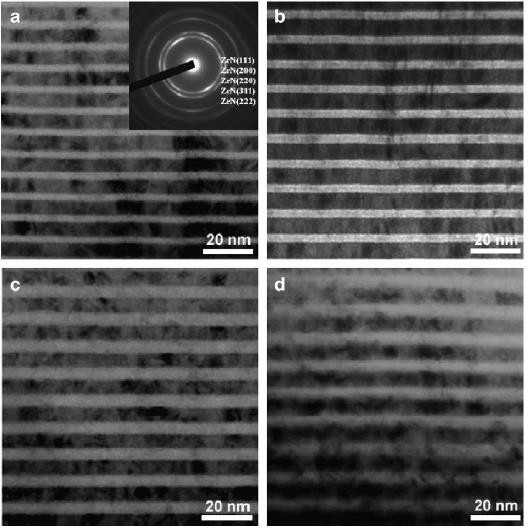 a
ZrN(111)
ZrN(200)
ZrN(220)
ZrN(311)
ZrN(222)
20 nm
b
20 nm
c
20 nm
d
20 nm